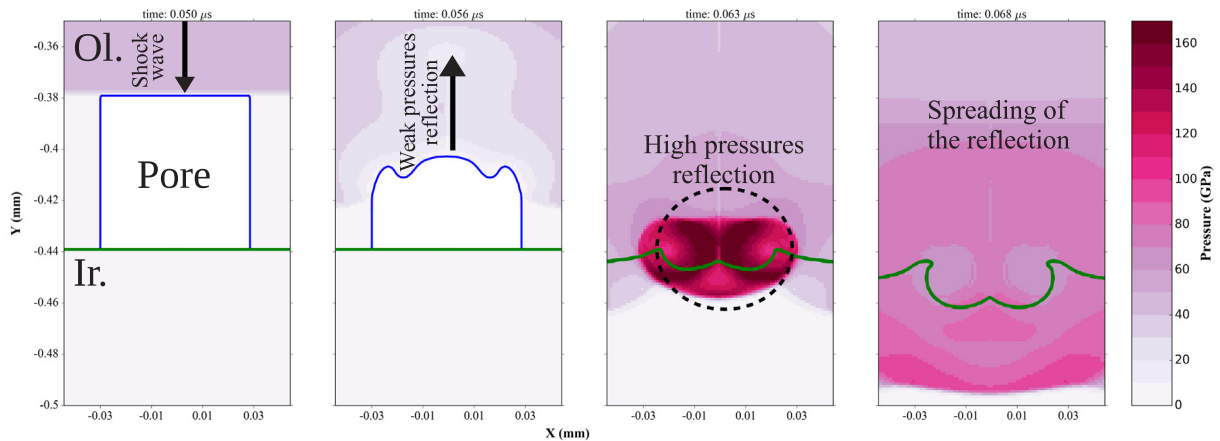 time: 0.050 μs
time: 0.056 μs
time: 0.063 μs
time: 0.068 μs
-0.36
-0.38
-0.4
-0.42
-0.44
-0.46
-0.48
-0.5
Y (mm)
Ol.
Shock
wave
Pore
Ir.
-0.03
-0.01
0.01
0.03
Weak pressures
reflection
-0.03
-0.01
0.01
0.03
High pressures
reflection
-0.03
-0.01
0.01
0.03
Spreading of
the reflection
-0.03
-0.01
0.01
0.03
X (mm)
160
140
120
100
80
60
40
20
0
Pressure (GPa)